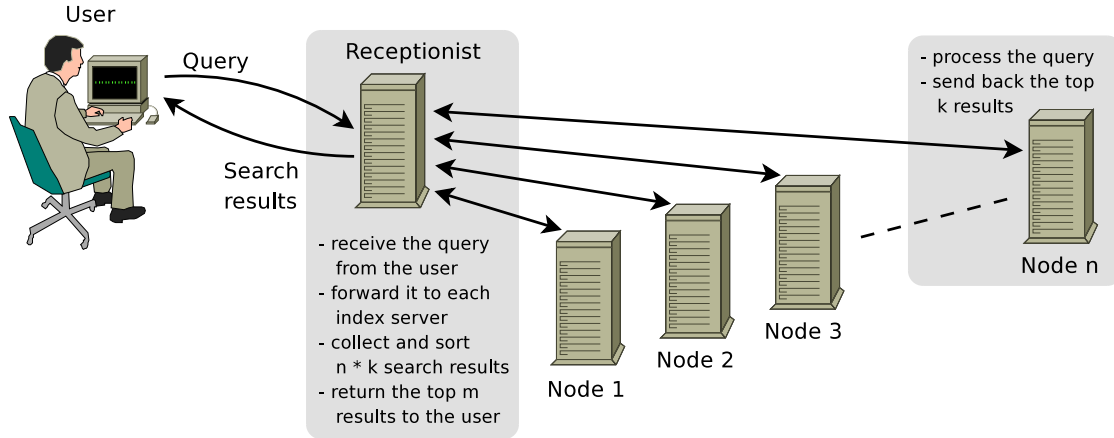 User
Query
Search
results
Receptionist
- receive the query
from the user
- forward it to each
index server
- collect and sort
n * k search results
- return the top m
results to the user
Node 1
Node 2
Node 3
- process the query
- send back the top
k results
Node n